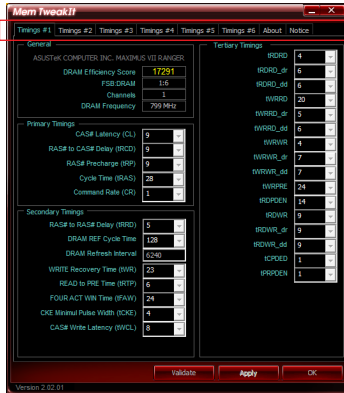 Mem TweakIt
Timings #1 Timings #2 Timings #3 Timings #4 Timings #5 Timings #6 About Notice
General
ASUSTeK COMPUTER INC. MAXIMUS VII RANGER
DRAM Efficiency Score 17291
FSB:DRAM 1:6
Channels 1
DRAM Frequency 799 MHz
Primary Timings
CAS# Latency (CL) 9
RAS# to CAS# Delay (tRCD) 9
RAS# Precharge (tRP) 9
Cycle Time (tRAS) 28
Command Rate (CR) 1
Secondary Timings
RAS# to RAS# Delay (tRRD) 5
DRAM REF Cycle Time 128
DRAM Refresh Interval 6240
WRITE Recovery Time (tWR) 23
READ to PRE Time (tRTP) 6
FOUR ACT WIN Time (tFAW) 24
CKE Minimul Pulse Width (tCKE) 4
CAS# Write Latency (tWCL) 8
Tertiary Timings
tRDRD 4
tRDRD_dr 6
tRDRD_dd 6
tWRRD 20
tWRRD_dr 5
tWRRD_dd 6
tWRWR 4
tWRWR_dr 7
tWRWR_dd 7
tWRPRE 24
tRDPDEN 14
tRDWR 9
tRDWR_dr 9
tRDWR_dd 9
tCPDED 1
tPRPDEN 1
Validate Apply OK
Version 2.02.01